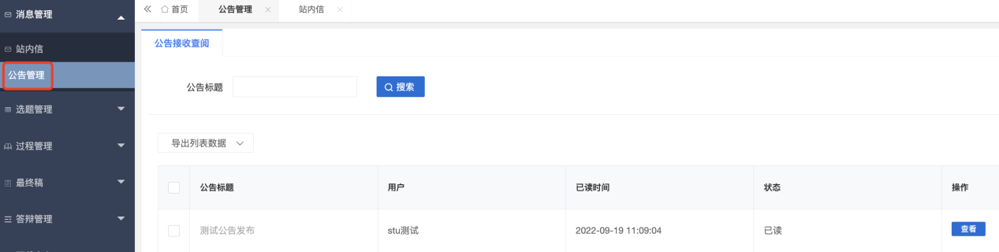 消息管理
站内信
公告管理
选题管理
过程管理
最终稿
答辩管理
首页
公告管理
站内信
公告接收查阅
公告标题
搜索
导出列表数据
公告标题 用户 已读时间 状态 操作
测试公告发布 stu测试 2022-09-19 11:09:04 已读 查看